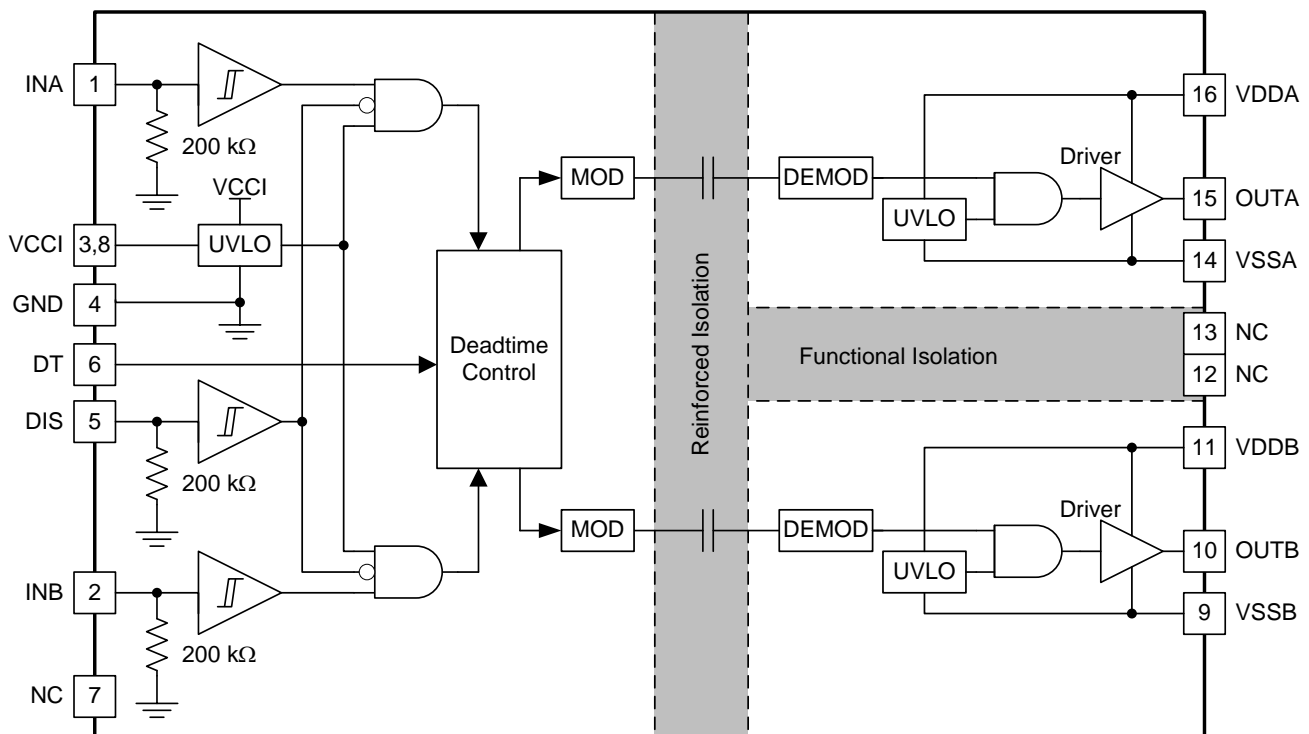 INA
1
200 kΩ
VCCI
VCCI
3,8
UVLO
GND
4
DT
6
DIS
5
200 kΩ
INB
2
200 kΩ
NC
7
Deadtime
Control
MOD
MOD
Reinforced Isolation
DEMOD
UVLO
Driver
16
VDDA
15
OUTA
14
VSSA
Functional Isolation
13
NC
12
NC
DEMOD
UVLO
Driver
11
VDDB
10
OUTB
9
VSSB